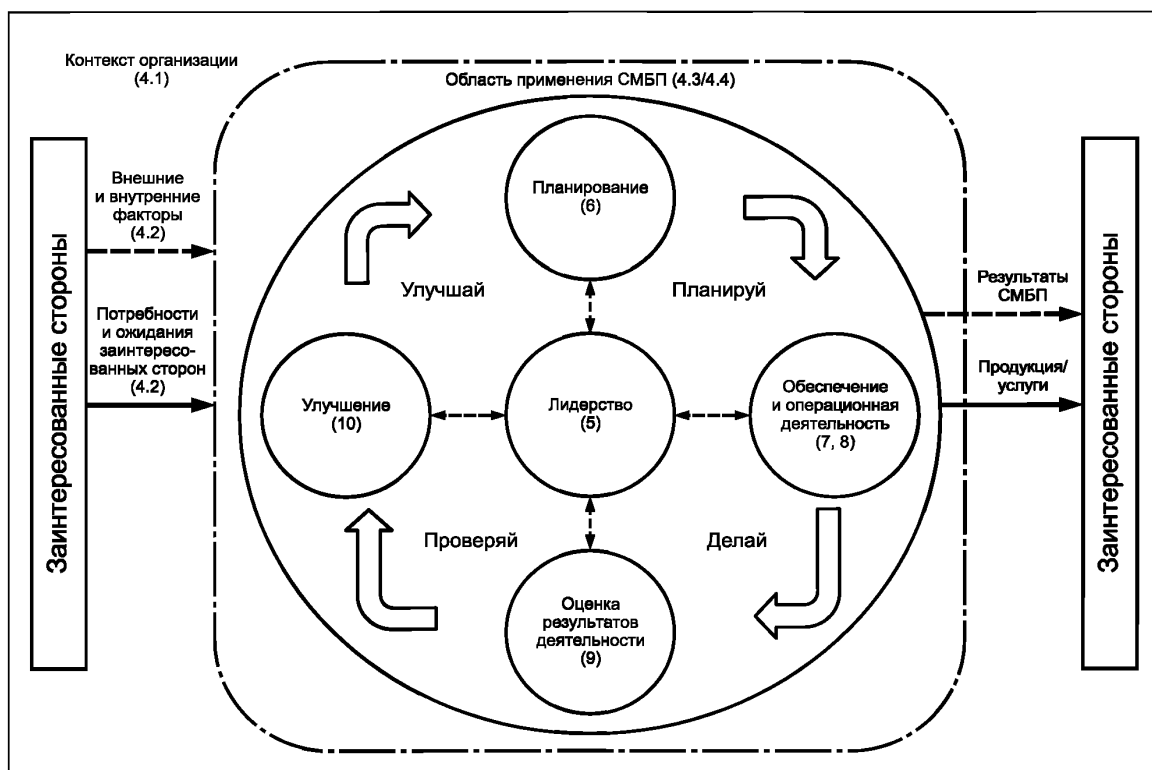 Контекст организации
(4.1)
Область применения СМБП (4.3/4.4)
Заинтересованные стороны
Внешние
и внутренние
факторы
(4.2)
Потребности
и ожидания
заинтересо-
ванных сторон
(4.2)
Планирование
(6)
Улучшай
Планируй
Улучшение
(10)
Лидерство
(5)
Обеспечение
и операционная
деятельность
(7, 8)
Проверяй
Делай
Оценка
результатов
деятельности
(9)
Результаты
СМБП
Продукция/
услуги
Заинтересованные стороны